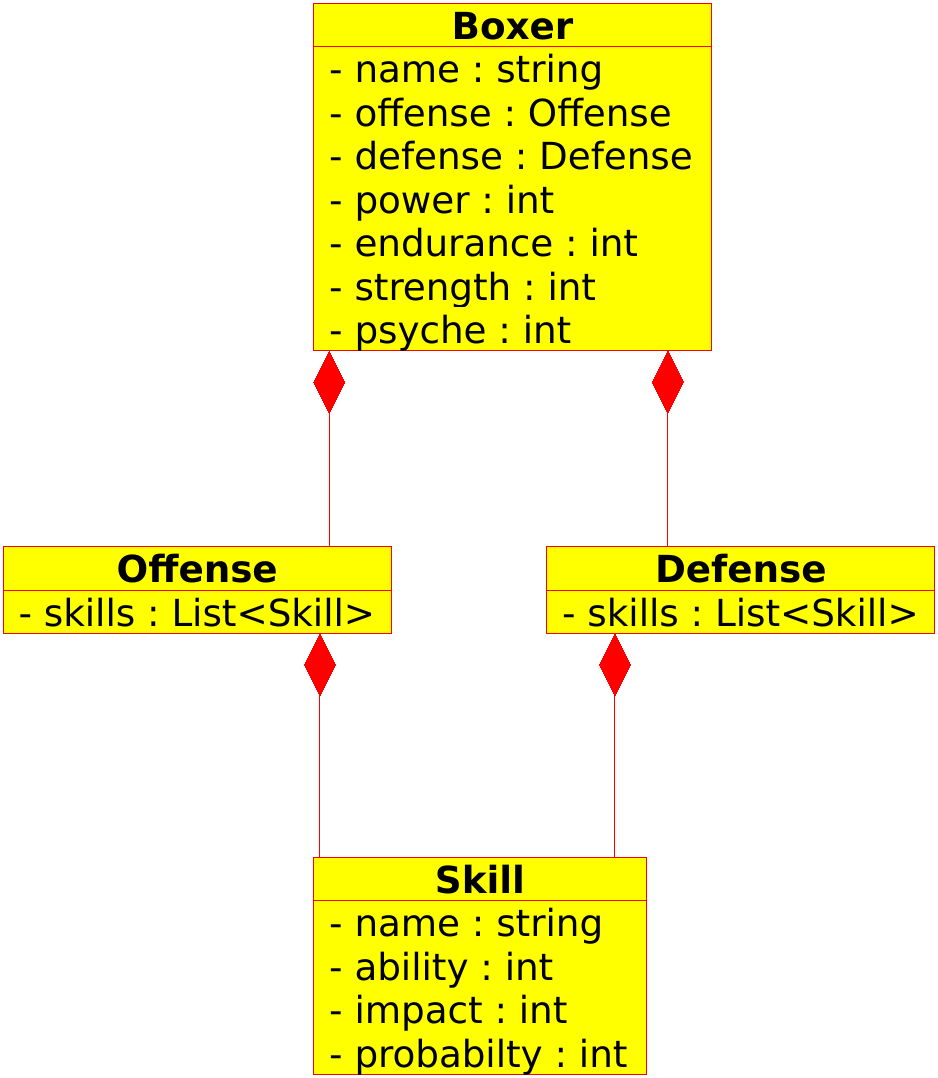 Boxer
- name : string
- offense : Offense
- defense : Defense
- power : int
- endurance : int
- strength : int
- psyche : int
Offense
- skills : List<Skill>
Defense
- skills : List<Skill>
Skill
- name : string
- ability : int
- impact : int
- probabilty : int